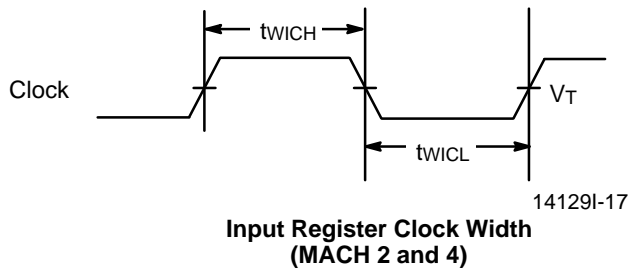 tWICH
Clock
VT
tWICL
14129I-17
Input Register Clock Width
(MACH 2 and 4)